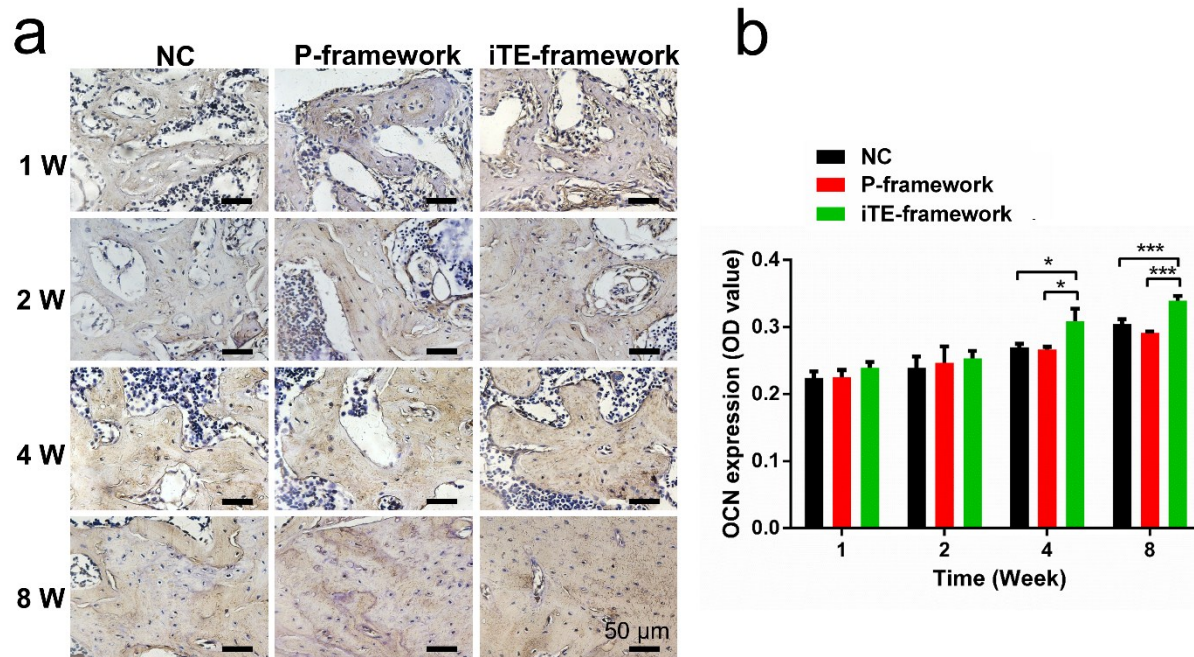 a
NC P-framework iTE-framework
1 W
2 W
4 W
8 W
50 µm
b
NC
P-framework
iTE-framework
OCN expression (OD value)
0.4
0.3
0.2
0.1
0.0
* *** 
* ***
1 2 4 8
Time (Week)